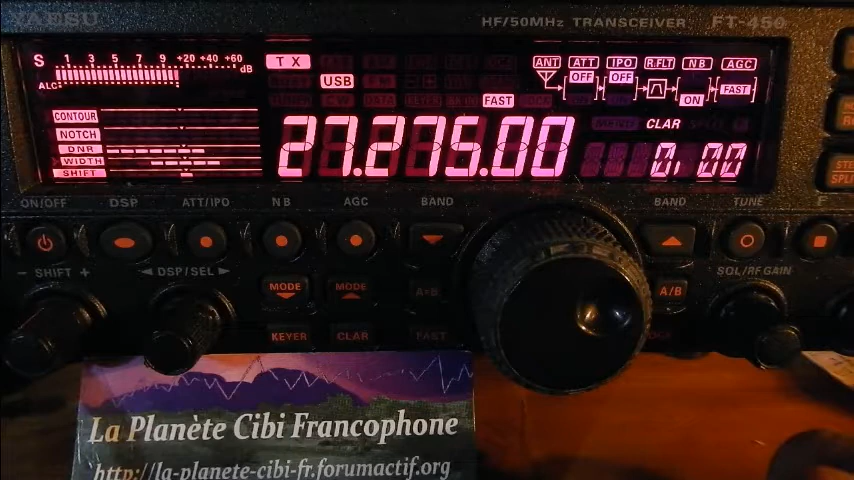 YAESU
HF/50MHz TRANSCEIVER FT-450
S 1 3 5 7 9 +20 +40 +60 dB
ALC
TX
USB
FAST
ANT ATT IPO R.FLT NB AGC
OFF OFF ON FAST
CONTOUR
NOTCH
DNR
WIDTH
SHIFT
27.275.00
CLAR
0.00
ON/OFF DSP ATT/IPO NB AGC BAND BAND TUNE F
STEP
SPLIT
- SHIFT + ◄DSP/SEL► MODE MODE A=B A/B SQL/RF GAIN
KEYER CLAR FAST
La Planète Cibi Francophone
http://la-planete-cibi-fr.forumactif.org